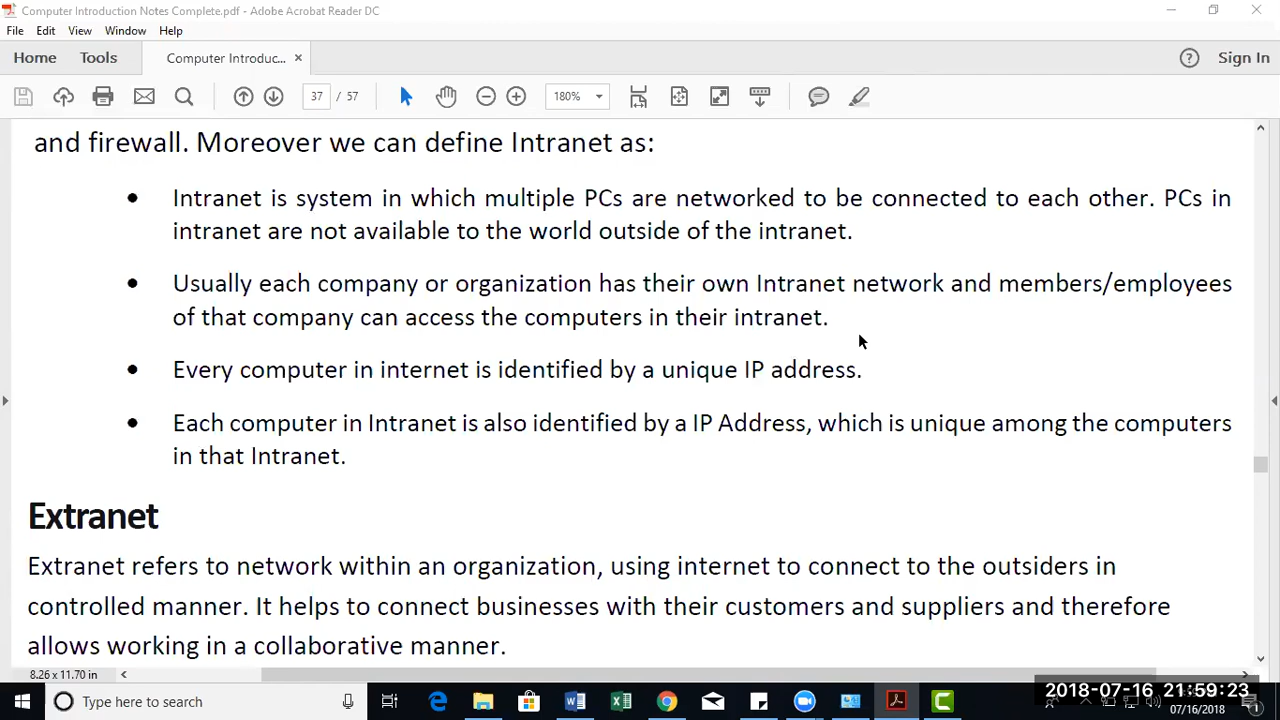 Computer Introduction Notes Complete.pdf - Adobe Acrobat Reader DC
File Edit View Window Help
Home Tools Computer Introduc... × Sign In
37 / 57 180%
and firewall. Moreover we can define Intranet as:
• Intranet is system in which multiple PCs are networked to be connected to each other. PCs in
intranet are not available to the world outside of the intranet.
• Usually each company or organization has their own Intranet network and members/employees
of that company can access the computers in their intranet.
• Every computer in internet is identified by a unique IP address.
• Each computer in Intranet is also identified by a IP Address, which is unique among the computers
in that Intranet.
Extranet
Extranet refers to network within an organization, using internet to connect to the outsiders in
controlled manner. It helps to connect businesses with their customers and suppliers and therefore
allows working in a collaborative manner.
8.26 x 11.70 in
Type here to search
2018-07-16 21:59:23
07/16/2018